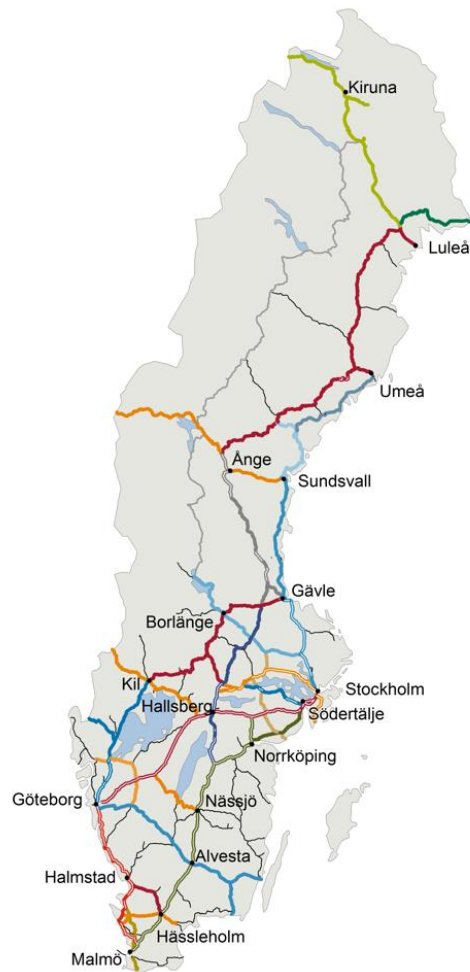 Kiruna
Luleå
Umeå
Ånge
Sundsvall
Gävle
Borlänge
Kil
Stockholm
Hallsberg
Södertälje
Norrköping
Göteborg
Nässjö
Alvesta
Halmstad
Hässleholm
Malmö